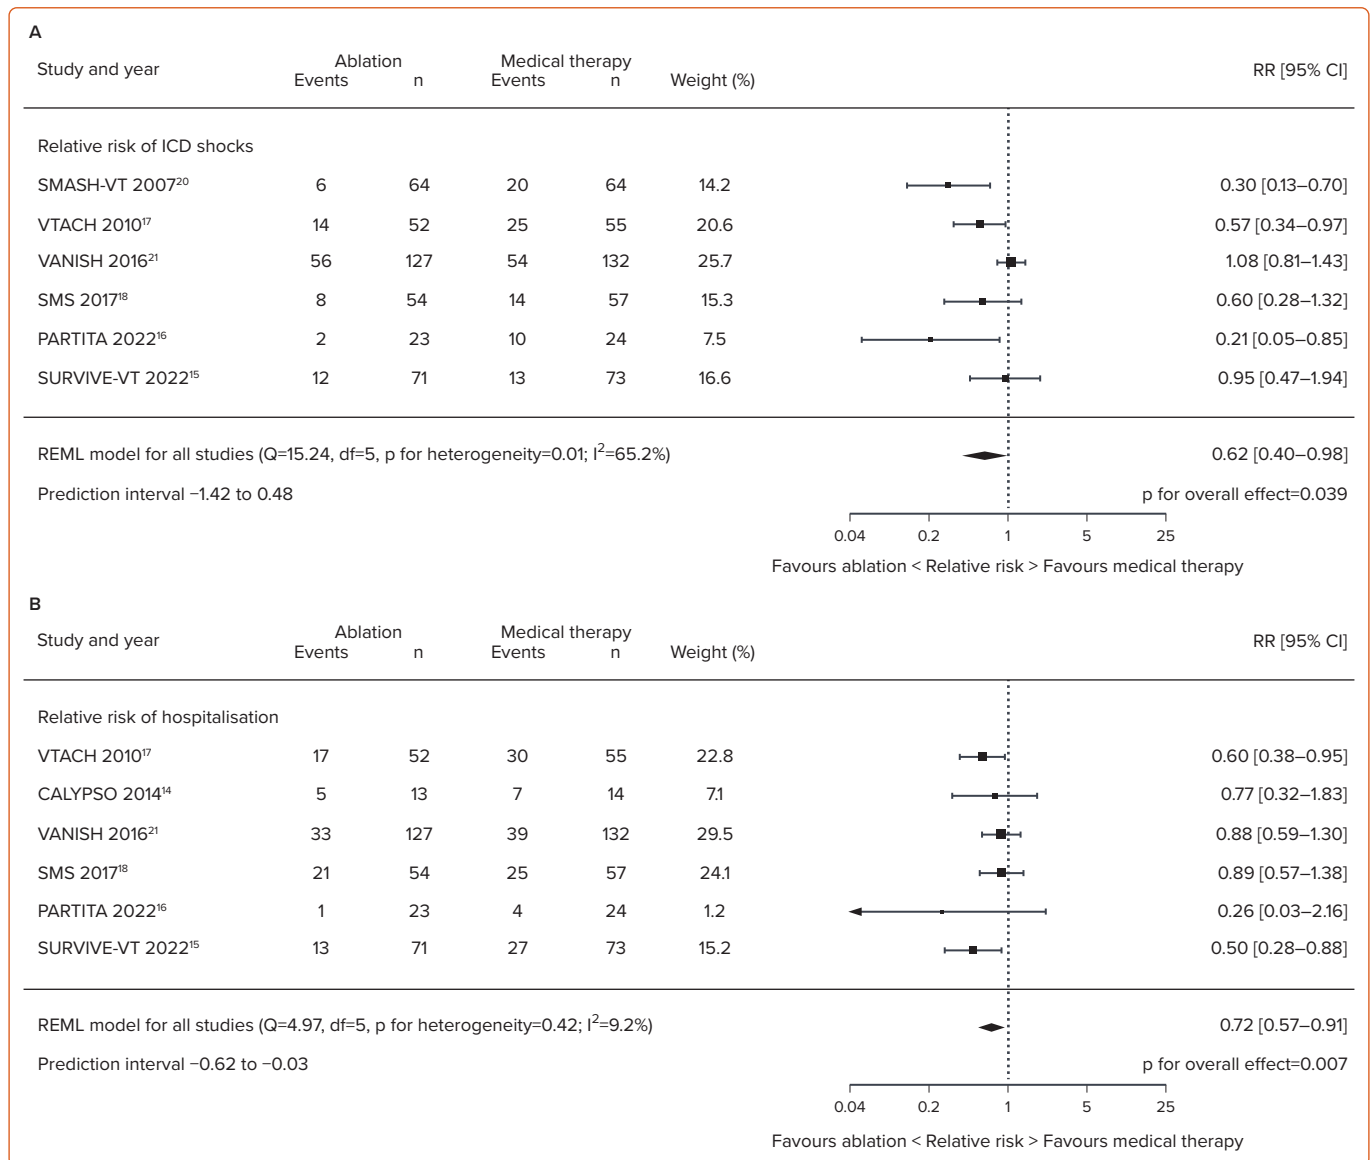 A
Study and year Ablation Medical therapy Weight (%) RR [95% CI]
Events n Events n
Relative risk of ICD shocks
SMASH-VT 2007²⁰ 6 64 20 64 14.2 0.30 [0.13–0.70]
VTACH 2010¹⁷ 14 52 25 55 20.6 0.57 [0.34–0.97]
VANISH 2016²¹ 56 127 54 132 25.7 1.08 [0.81–1.43]
SMS 2017¹⁸ 8 54 14 57 15.3 0.60 [0.28–1.32]
PARTITA 2022¹⁶ 2 23 10 24 7.5 0.21 [0.05–0.85]
SURVIVE-VT 2022¹⁵ 12 71 13 73 16.6 0.95 [0.47–1.94]
REML model for all studies (Q=15.24, df=5, p for heterogeneity=0.01; I²=65.2%) 0.62 [0.40–0.98]
Prediction interval −1.42 to 0.48 p for overall effect=0.039
0.04 0.2 1 5 25
Favours ablation < Relative risk > Favours medical therapy
B
Study and year Ablation Medical therapy Weight (%) RR [95% CI]
Events n Events n
Relative risk of hospitalisation
VTACH 2010¹⁷ 17 52 30 55 22.8 0.60 [0.38–0.95]
CALYPSO 2014¹⁴ 5 13 7 14 7.1 0.77 [0.32–1.83]
VANISH 2016²¹ 33 127 39 132 29.5 0.88 [0.59–1.30]
SMS 2017¹⁸ 21 54 25 57 24.1 0.89 [0.57–1.38]
PARTITA 2022¹⁶ 1 23 4 24 1.2 0.26 [0.03–2.16]
SURVIVE-VT 2022¹⁵ 13 71 27 73 15.2 0.50 [0.28–0.88]
REML model for all studies (Q=4.97, df=5, p for heterogeneity=0.42; I²=9.2%) 0.72 [0.57–0.91]
Prediction interval −0.62 to −0.03 p for overall effect=0.007
0.04 0.2 1 5 25
Favours ablation < Relative risk > Favours medical therapy